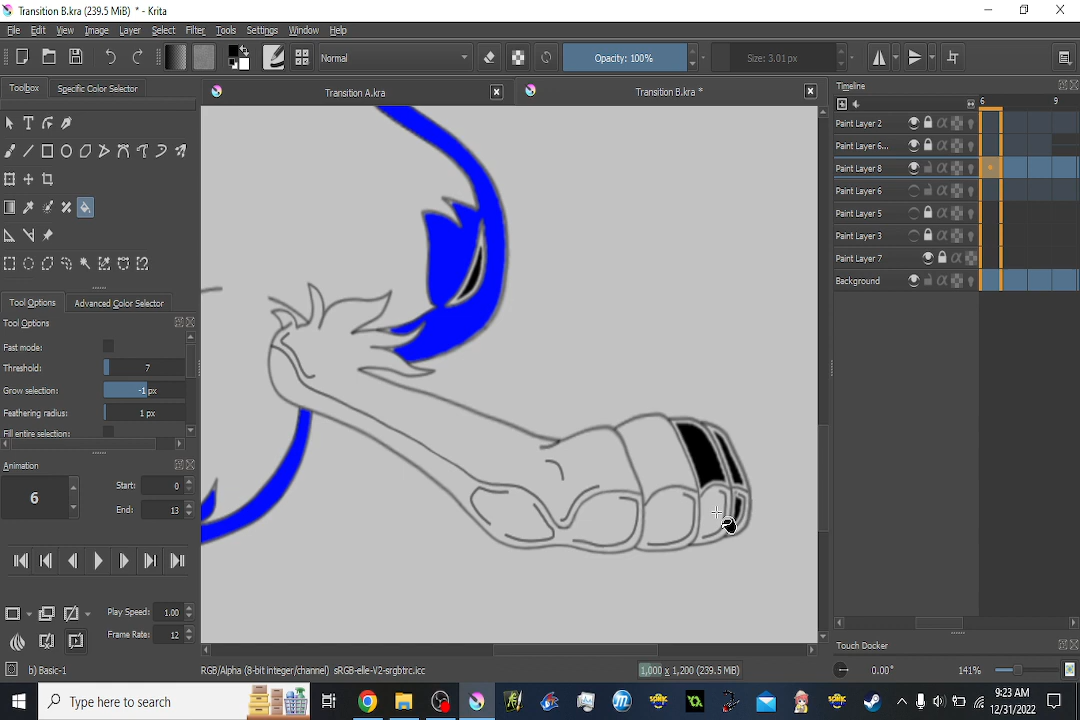 Transition B.kra (239.5 MiB) * - Krita
File Edit View Image Layer Select Filter Tools Settings Window Help
Normal
Opacity: 100%
Size: 3.01 px
Toolbox Specific Color Selector
Transition A.kra
Transition B.kra *
Timeline
6 9
Paint Layer 2
Paint Layer 6...
Paint Layer 8
Paint Layer 6
Paint Layer 5
Paint Layer 3
Paint Layer 7
Background
Tool Options Advanced Color Selector
Tool Options
Fast mode:
Threshold: 7
Grow selection: -1 px
Feathering radius: 1 px
Fill entire selection:
Animation
6
Start: 0
End: 13
Play Speed: 1.00
Frame Rate: 12
Touch Docker
b) Basic-1
RGB/Alpha (8-bit integer/channel) sRGB-elle-V2-srgbtrc.icc
1,000 x 1,200 (239.5 MiB)
0.00°
141%
Type here to search
9:23 AM
12/31/2022